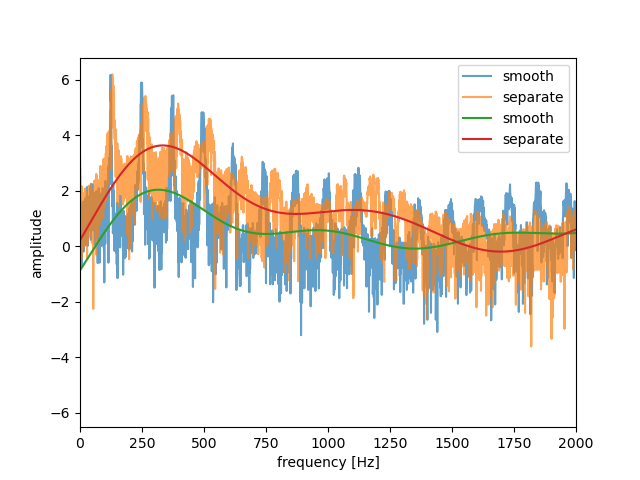 smooth
separate
smooth
separate
6
4
2
0
−2
−4
−6
amplitude
0 250 500 750 1000 1250 1500 1750 2000
frequency [Hz]